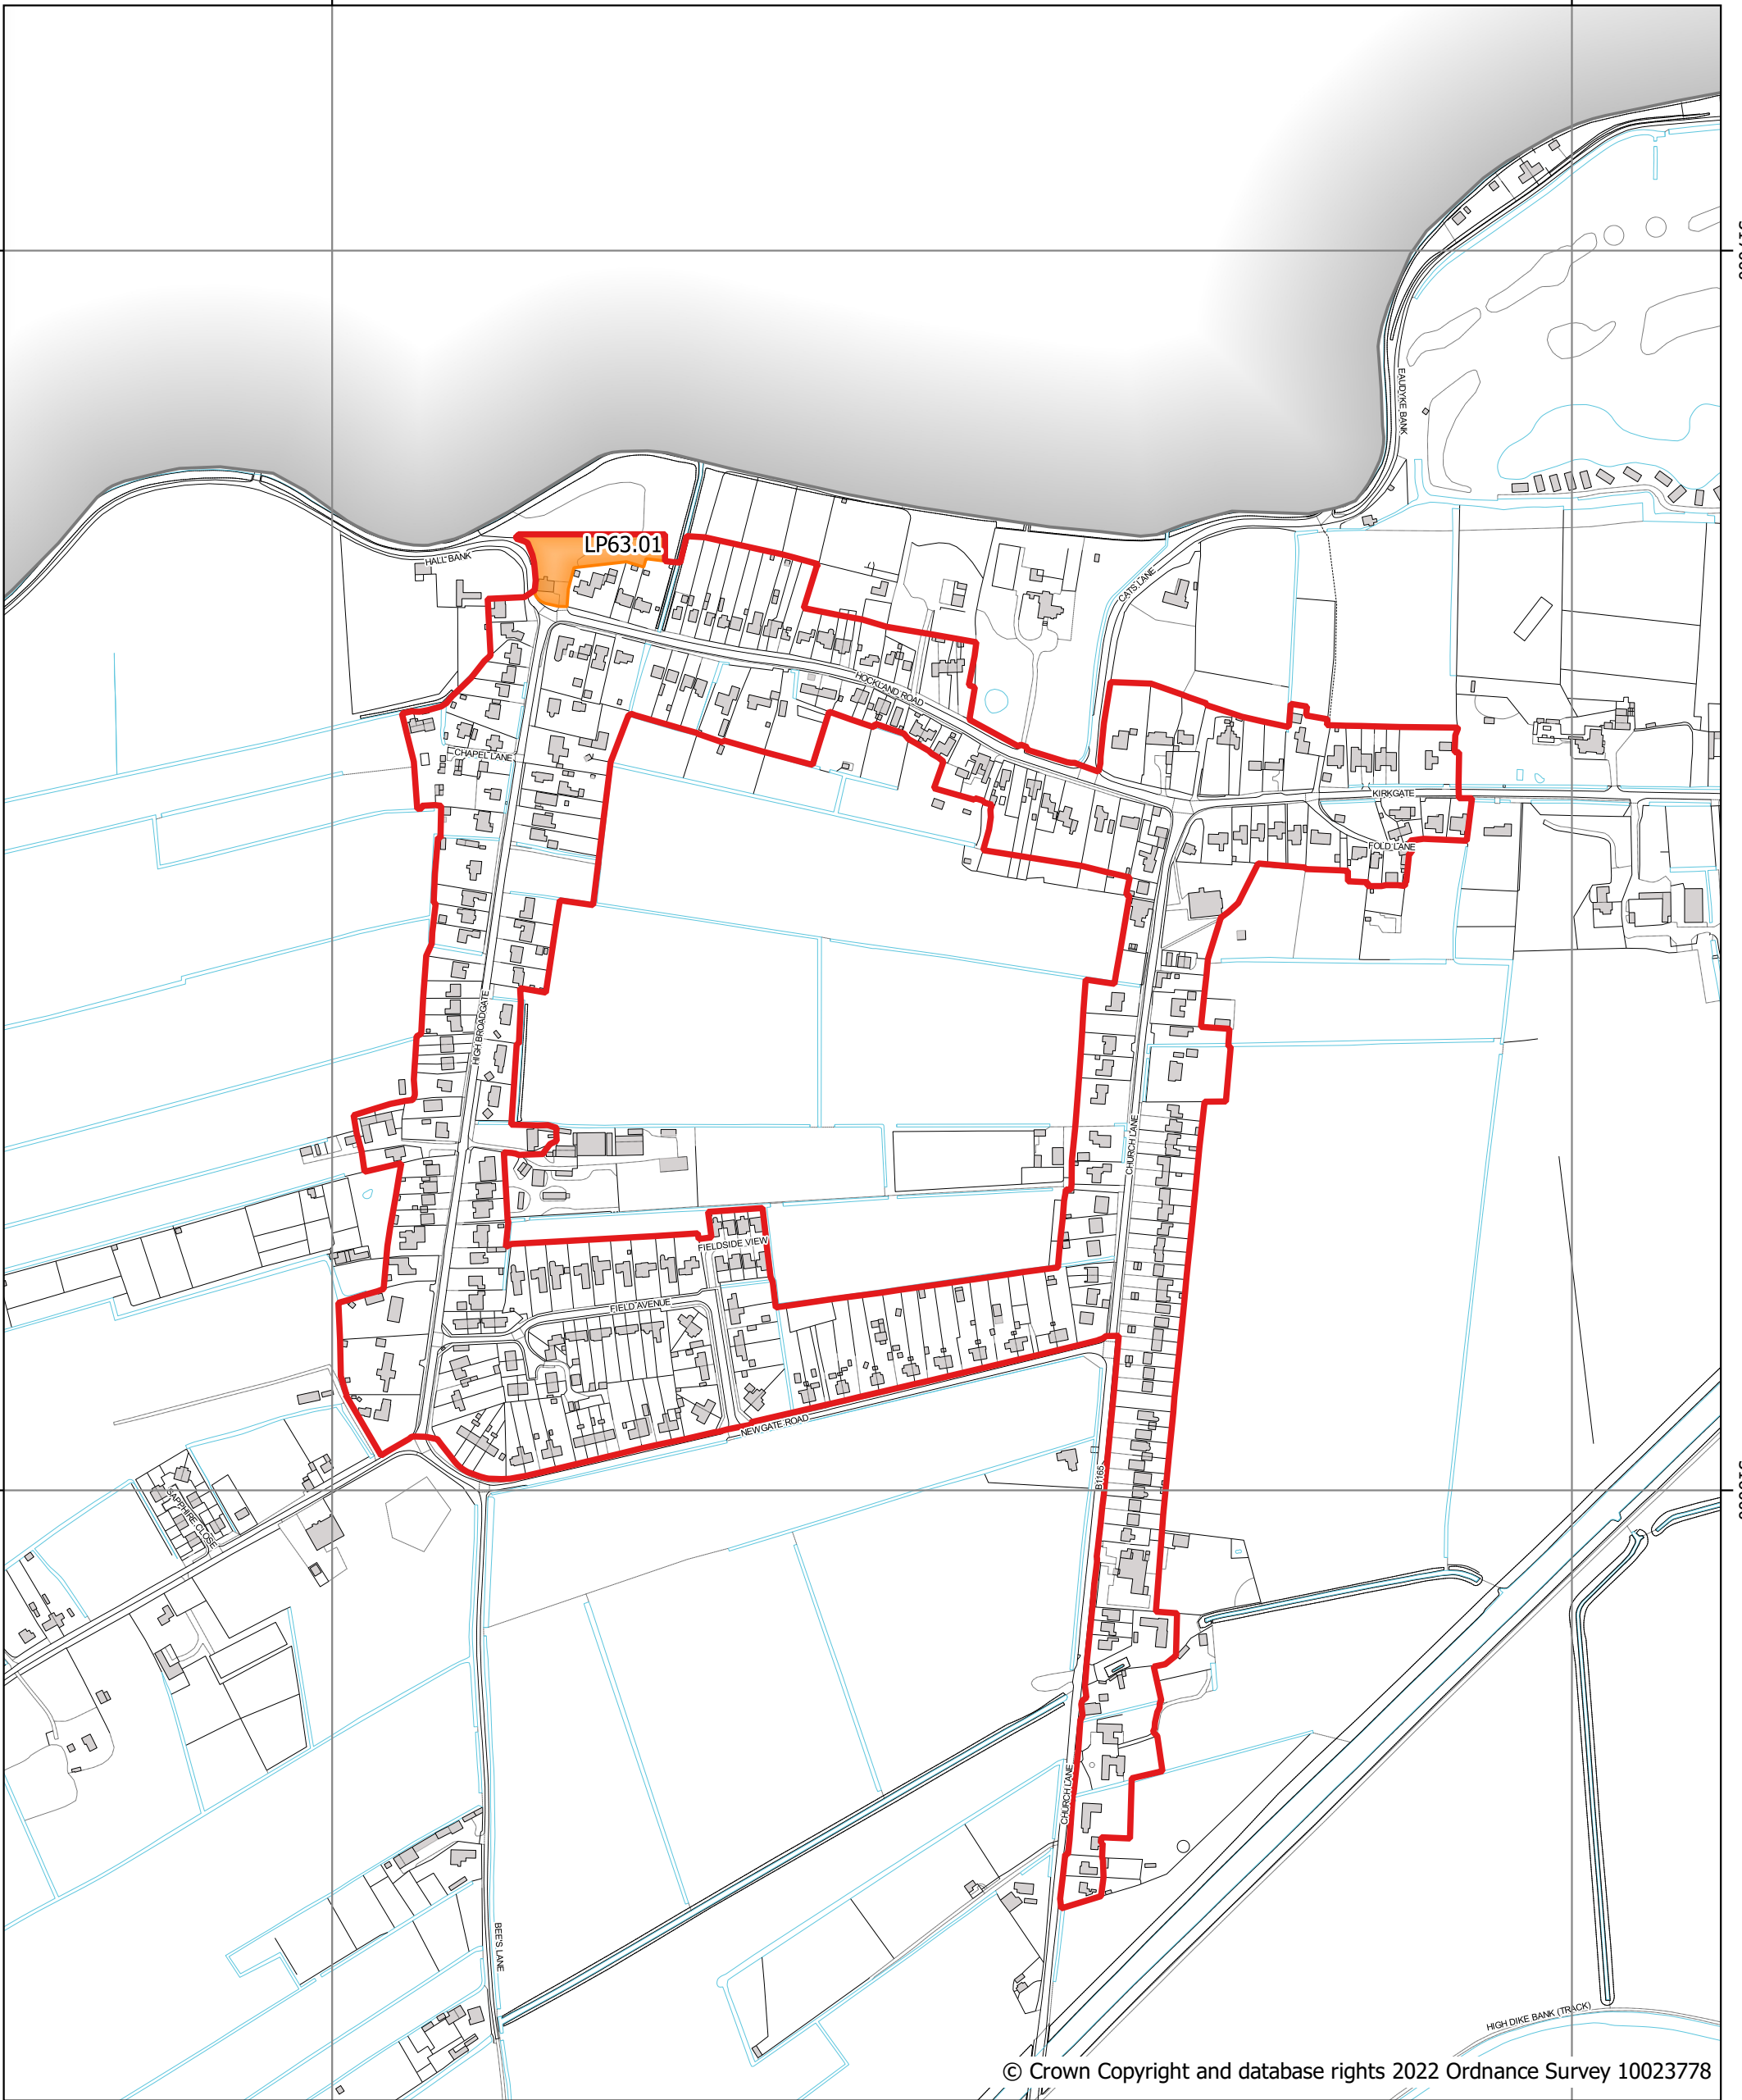 EAUDYKE BANK
LP63.01
HALL BANK
CATS LANE
HOCKLAND ROAD
CHAPEL LANE
KIRKGATE
FOLD LANE
HIGH BROADGATE
CHURCH LANE
FIELDSIDE VIEW
FIELD AVENUE
NEWGATE ROAD
B1165
SAPPHIRE CLOSE
CHURCH LANE
BEE'S LANE
HIGH DIKE BANK (TRACK)
© Crown Copyright and database rights 2022 Ordnance Survey 10023778